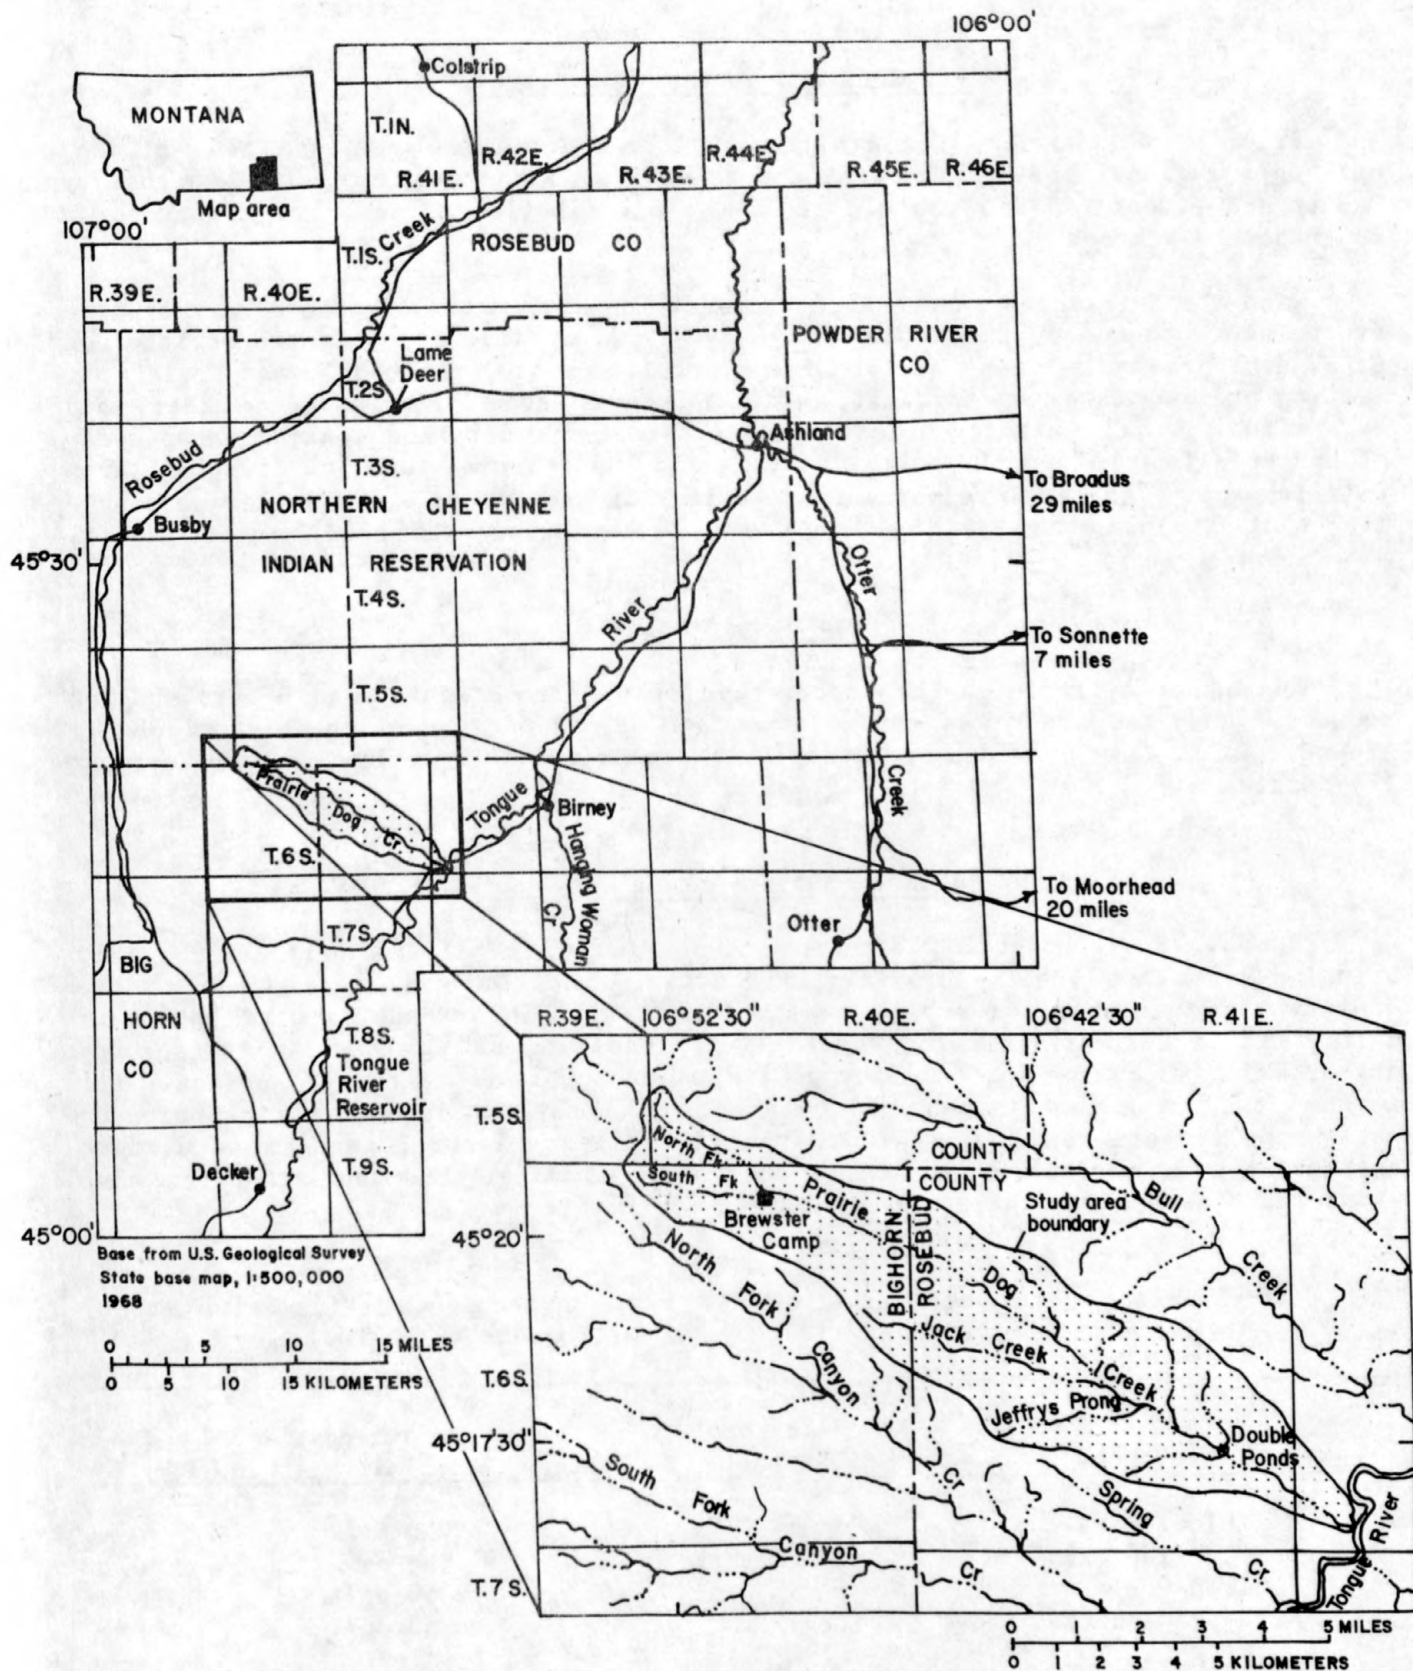 106°00'
Colstrip
MONTANA
T.1N.
R.41E.
R.42E.
R.43E.
R.44E.
R.45E.
R.46E.
Map area
107°00'
R.39E.
R.40E.
T.1S.
Creek
ROSEBUD CO
POWDER RIVER
CO
Lame
Deer
T.2S
Ashland
Rosebud
T.3S.
To Broadus
29 miles
NORTHERN CHEYENNE
Busby
45°30'
INDIAN RESERVATION
Otter
T.4S.
River
To Sonnette
7 miles
T.5S.
Prairie
Dog
Cr
Tongue
Birney
Creek
T.6S.
Hanging Woman
Cr
To Moorhead
20 miles
Otter
T.7S
BIG
HORN
CO
T.8S.
Tongue
River
Reservoir
T.9S.
Decker
45°00'
Base from U.S. Geological Survey
State base map, 1:500,000
1968
0 5 10 15 MILES
0 5 10 15 KILOMETERS
R.39E. 106°52'30" R.40E. 106°42'30" R.41E.
T.5S.
North Fk
South Fk
COUNTY
COUNTY
Prairie
Brewster
Camp
BIGHORN
ROSEBUD
Study area
boundary
Bull
Creek
45°20'
North
Fork
Canyon
Cr
Dog
Creek
Jack Creek
T.6S.
Jeffrys Prong
Double
Ponds
45°17'30"
South
Fork
Canyon
Cr
Spring
Cr
River
Tongue
T.7S.
0 1 2 3 4 5 MILES
0 1 2 3 4 5 KILOMETERS